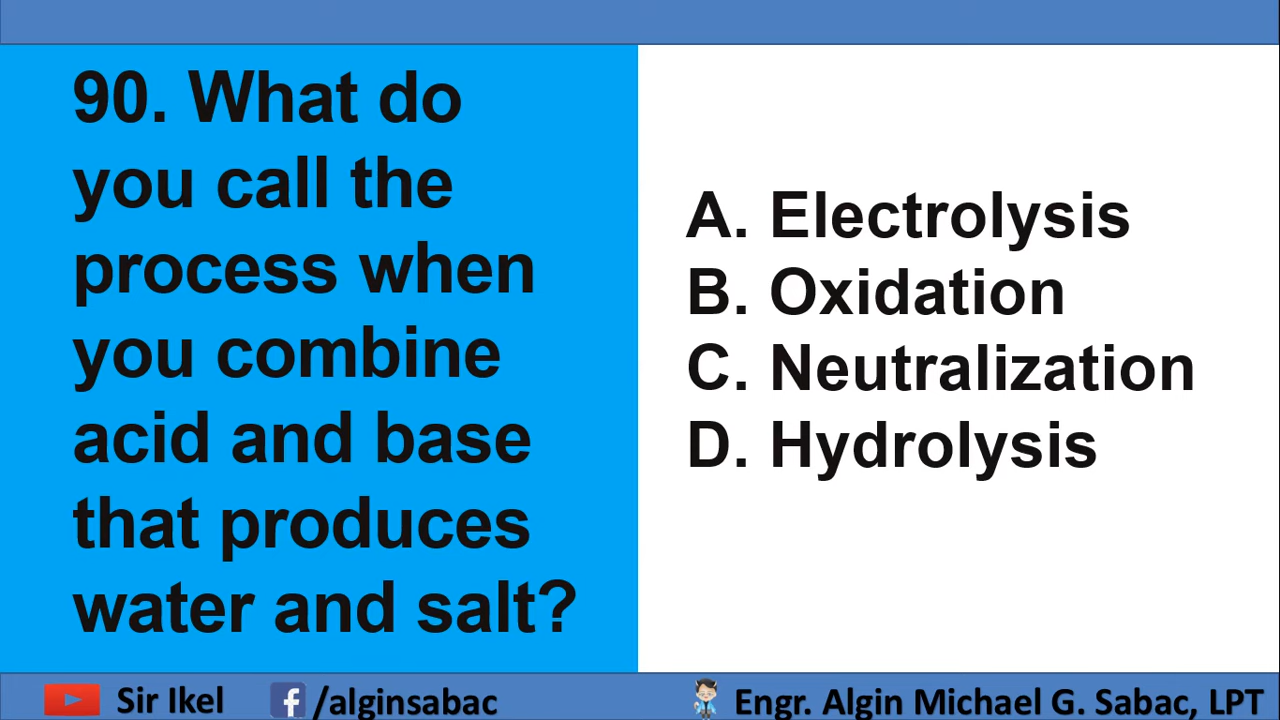 90. What do
you call the
process when
you combine
acid and base
that produces
water and salt?
A. Electrolysis
B. Oxidation
C. Neutralization
D. Hydrolysis
Sir Ikel
f /alginsabac
Engr. Algin Michael G. Sabac, LPT